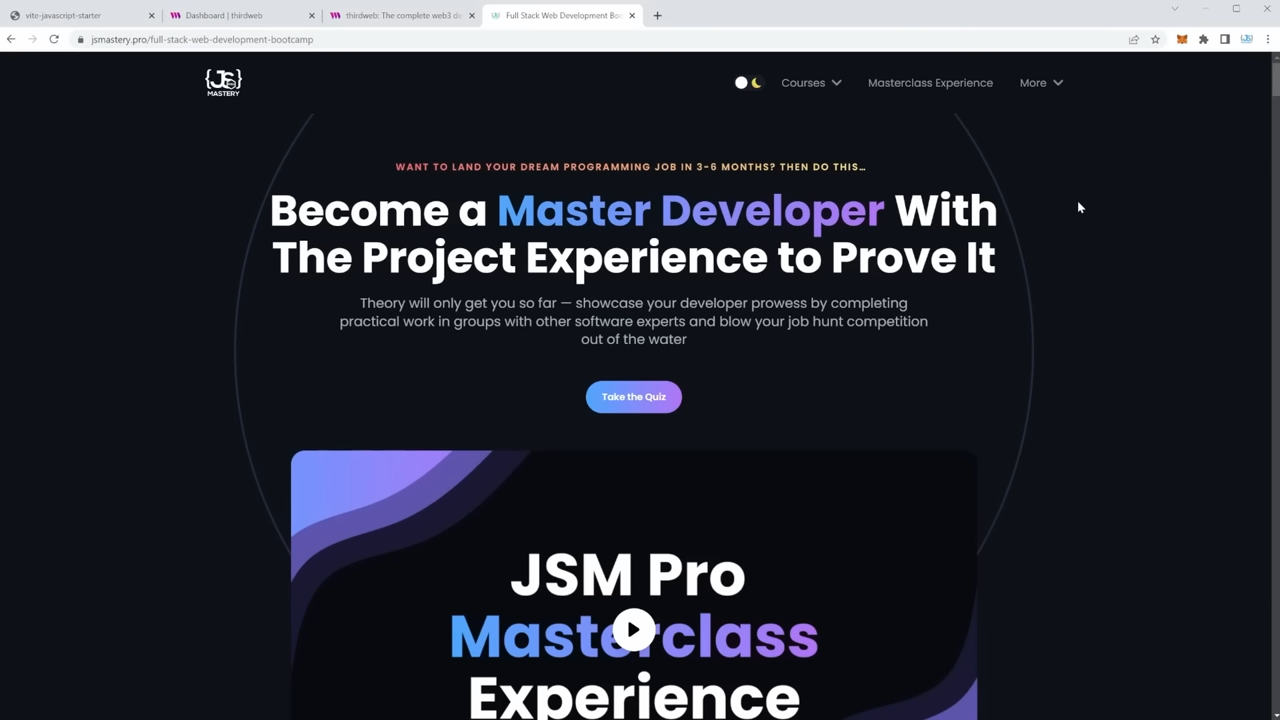 vite-javascript-starter
Dashboard | thirdweb
thirdweb: The complete web3 de
Full Stack Web Development Boo
jsmastery.pro/full-stack-web-development-bootcamp
{JS}
MASTERY
Courses
Masterclass Experience
More
WANT TO LAND YOUR DREAM PROGRAMMING JOB IN 3-6 MONTHS? THEN DO THIS…
Become a Master Developer With
The Project Experience to Prove It
Theory will only get you so far — showcase your developer prowess by completing
practical work in groups with other software experts and blow your job hunt competition
out of the water
Take the Quiz
JSM Pro
Masterclass
Experience